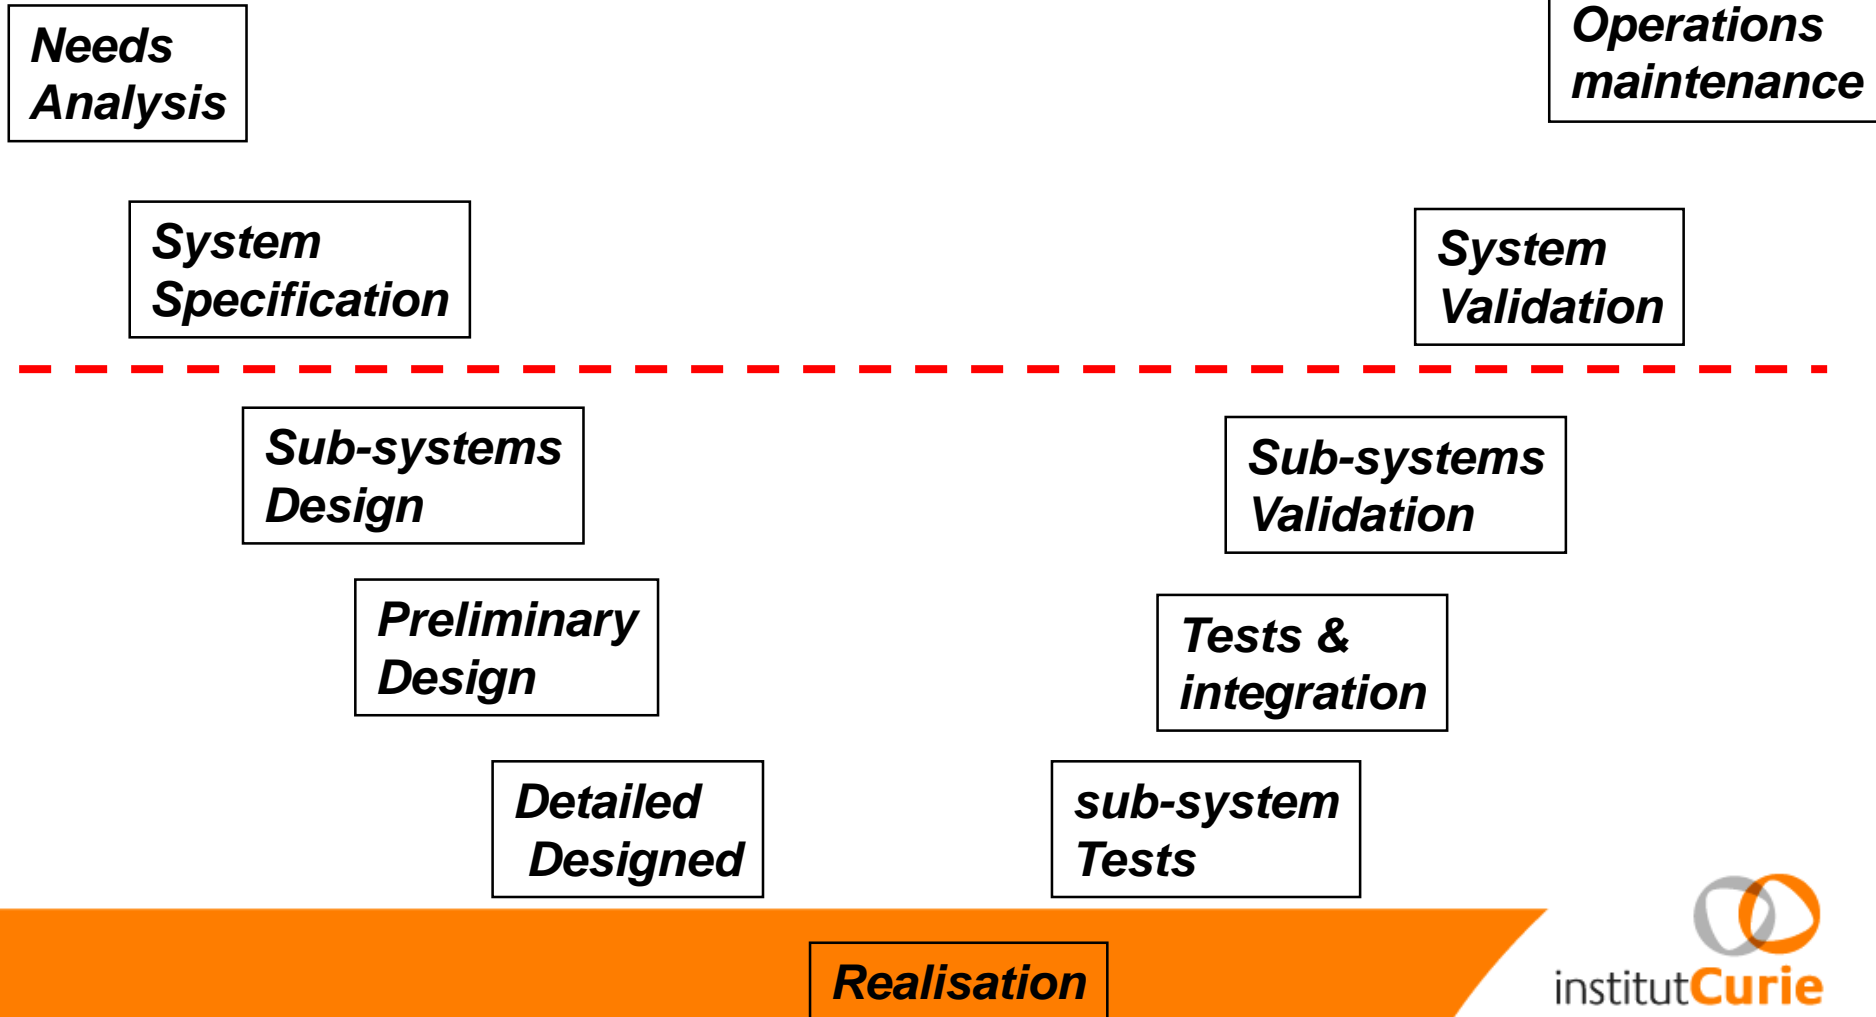 Needs
Analysis
Operations
maintenance
System
Specification
System
Validation
Sub-systems
Design
Sub-systems
Validation
Preliminary
Design
Tests &
integration
Detailed
Designed
sub-system
Tests
Realisation
institutCurie